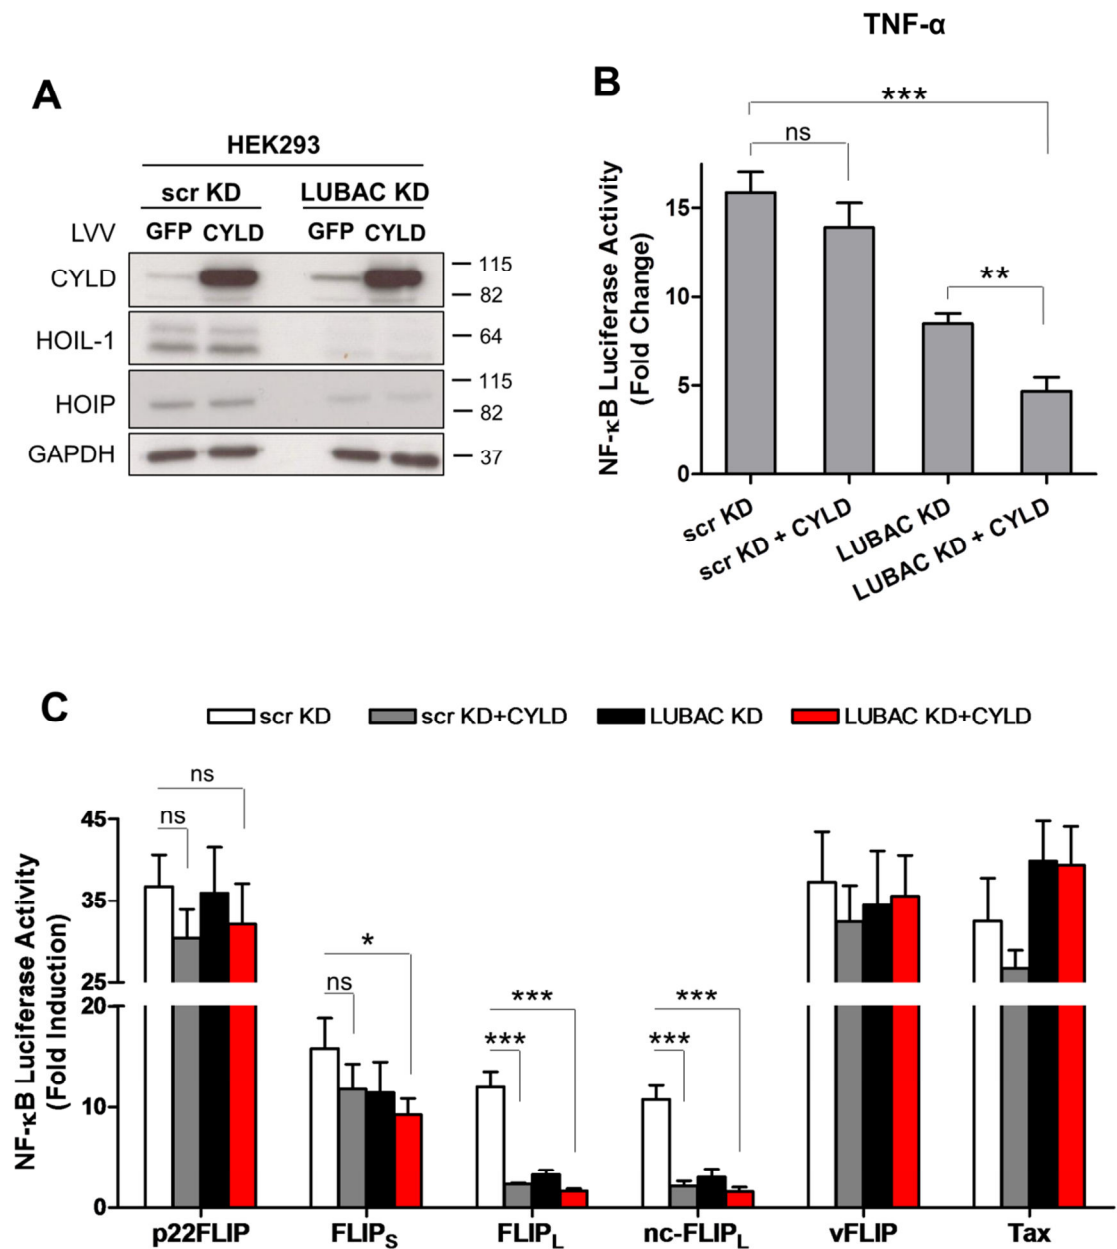 TNF-α
A
HEK293
scr KD LUBAC KD
LVV GFP CYLD GFP CYLD
CYLD 115
82
HOIL-1 64
HOIP 115
82
GAPDH 37
B
***
ns
**
NF-κB Luciferase Activity
(Fold Change)
15
10
5
0
scr KD
scr KD + CYLD
LUBAC KD
LUBAC KD + CYLD
C
scr KD scr KD+CYLD LUBAC KD LUBAC KD+CYLD
NF-κB Luciferase Activity
(Fold Induction)
45
35
25
20
10
0
ns
ns
*
ns
***
***
***
***
p22FLIP FLIPS FLIPL nc-FLIPL vFLIP Tax